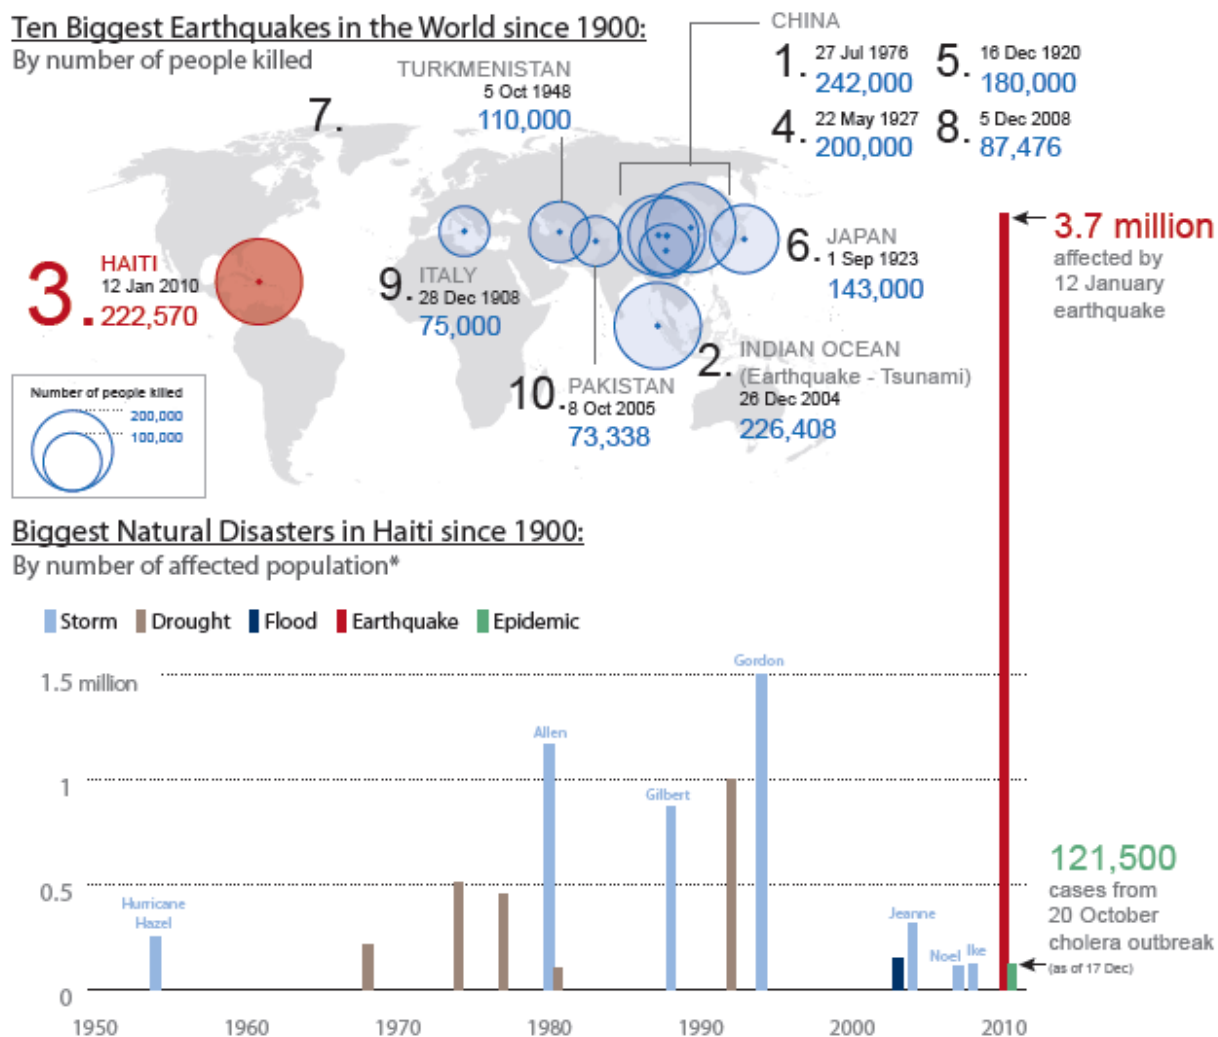 Ten Biggest Earthquakes in the World since 1900:
By number of people killed
CHINA
1. 27 Jul 1976
242,000
5. 16 Dec 1920
180,000
4. 22 May 1927
200,000
8. 5 Dec 2008
87,476
TURKMENISTAN
5 Oct 1948
110,000
7.
3. HAITI
12 Jan 2010
222,570
9. ITALY
28 Dec 1908
75,000
6. JAPAN
1 Sep 1923
143,000
10. PAKISTAN
8 Oct 2005
73,338
2. INDIAN OCEAN
(Earthquake - Tsunami)
26 Dec 2004
226,408
Number of people killed
200,000
100,000
3.7 million
affected by
12 January
earthquake
Biggest Natural Disasters in Haiti since 1900:
By number of affected population*
Storm Drought Flood Earthquake Epidemic
1.5 million
1
0.5
0
Hurricane
Hazel
Allen
Gilbert
Gordon
Jeanne
Noel
Ike
121,500
cases from
20 October
cholera outbreak
(as of 17 Dec)
1950 1960 1970 1980 1990 2000 2010